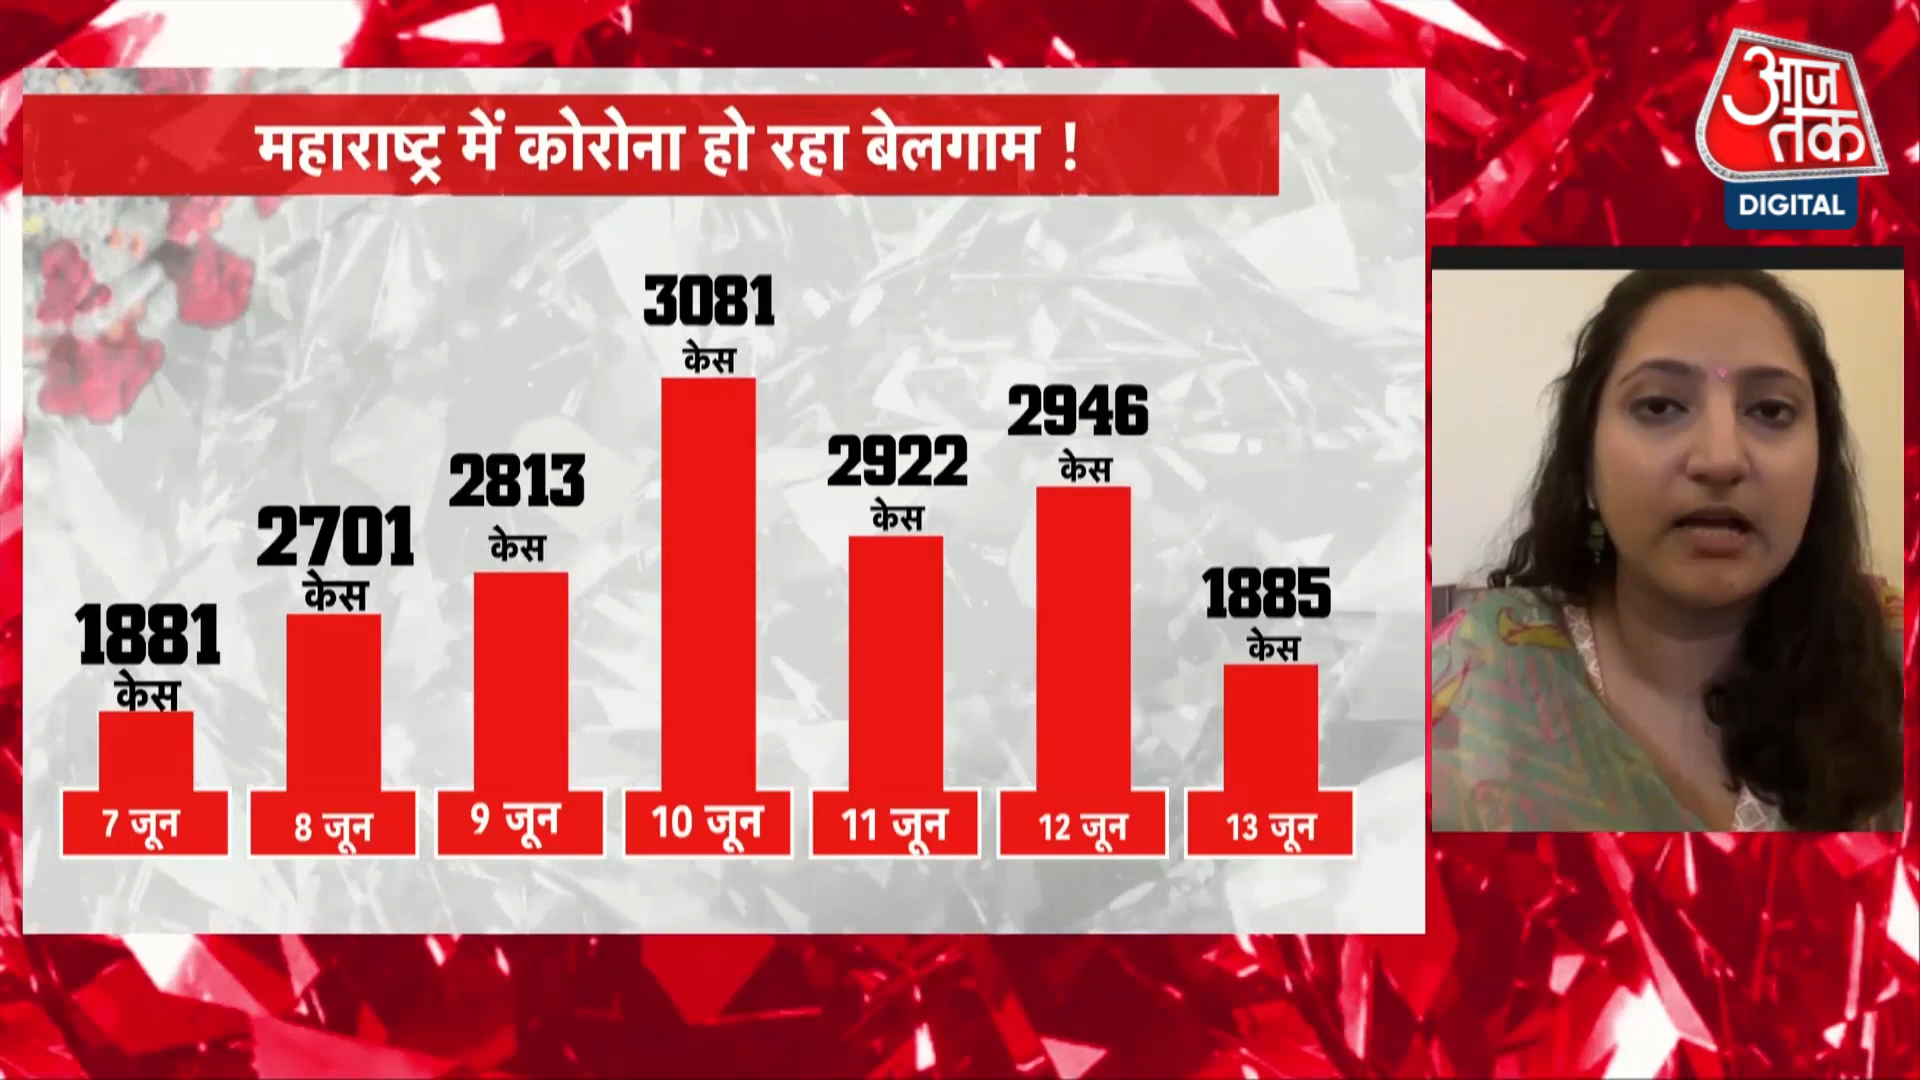 महाराष्ट्र में कोरोना हो रहा बेलगाम !
आज
तक
DIGITAL
1881
केस
2701
केस
2813
केस
3081
केस
2922
केस
2946
केस
1885
केस
7 जून
8 जून
9 जून
10 जून
11 जून
12 जून
13 जून